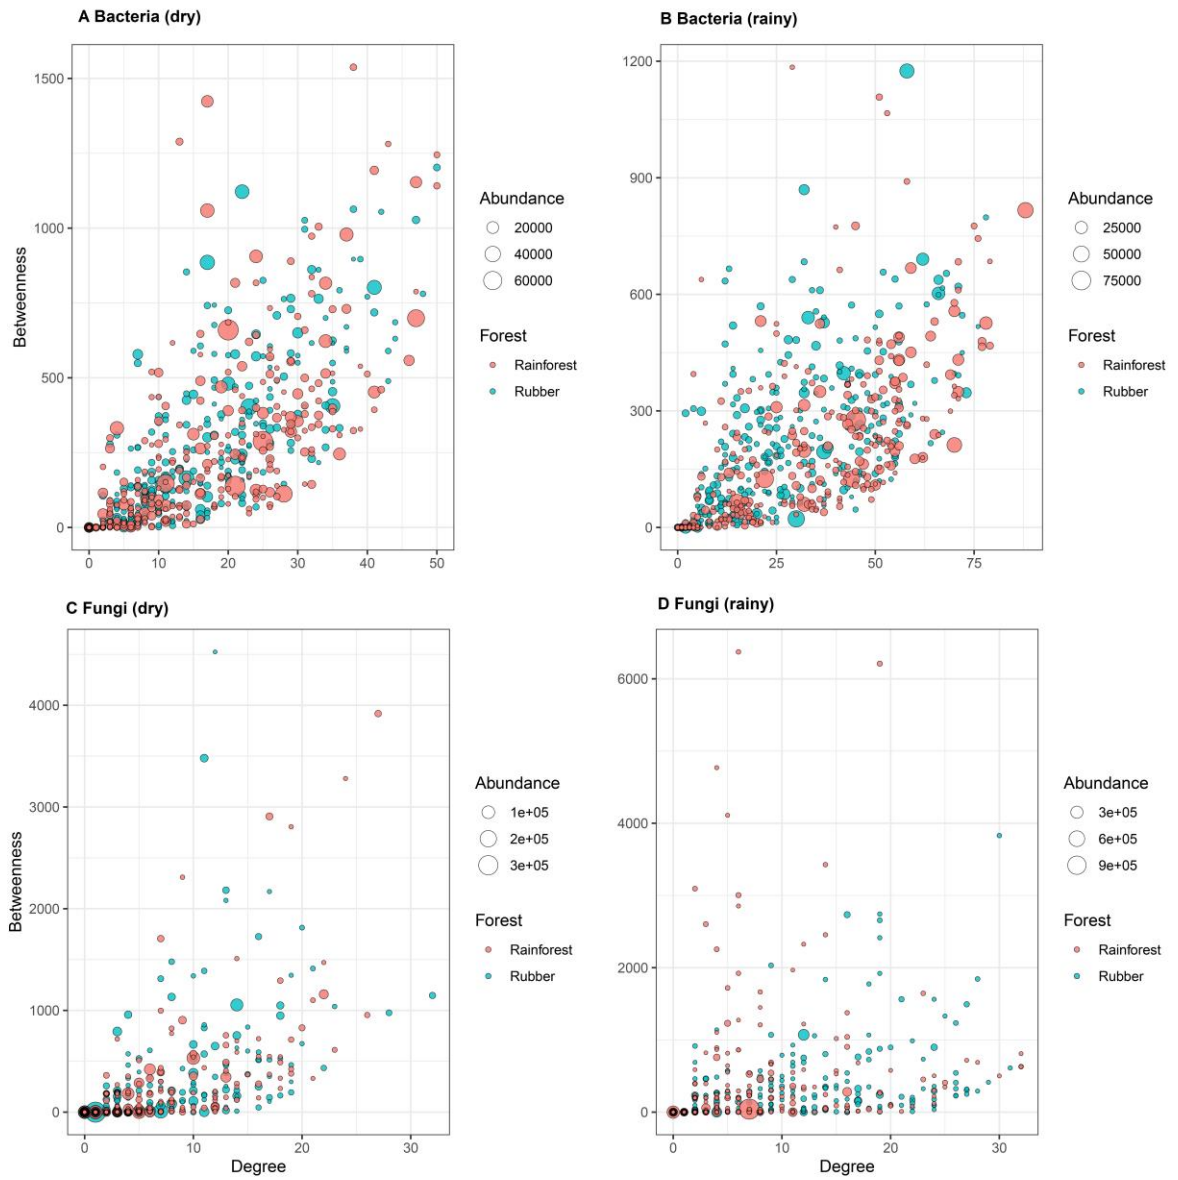 A Bacteria (dry)
1500
1000
500
0
Betweenness
0 10 20 30 40 50
Abundance
20000
40000
60000
Forest
Rainforest
Rubber
B Bacteria (rainy)
1200
900
600
300
0
0 25 50 75
Abundance
25000
50000
75000
Forest
Rainforest
Rubber
C Fungi (dry)
4000
3000
2000
1000
0
Betweenness
0 10 20 30
Degree
Abundance
1e+05
2e+05
3e+05
Forest
Rainforest
Rubber
D Fungi (rainy)
6000
4000
2000
0
0 10 20 30
Degree
Abundance
3e+05
6e+05
9e+05
Forest
Rainforest
Rubber